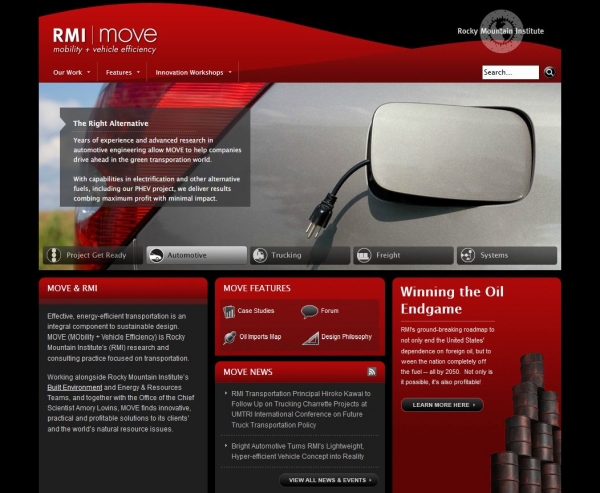 RMI | move
mobility + vehicle efficiency
Rocky Mountain Institute
Our Work
Features
Innovation Workshops
Search...
The Right Alternative
Years of experience and advanced research in
automotive engineering allow MOVE to help companies
drive ahead in the green transporation world.
With capabilities in electrification and other alternative
fuels, including our PHEV project, we deliver results
combing maximum profit with minimal impact.
Project Get Ready
Automotive
Trucking
Freight
Systems
MOVE & RMI
Effective, energy-efficient transportation is an
integral component to sustainable design.
MOVE (MObility + Vehicle Efficiency) is Rocky
Mountain Institute's (RMI) research and
consulting practice focused on transportation.
Working alongside Rocky Mountain Institute's
Built Environment and Energy & Resources
Teams, and together with the Office of the Chief
Scientist Amory Lovins, MOVE finds innovative,
practical and profitable solutions to its clients'
and the world's natural resource issues.
MOVE FEATURES
Case Studies
Forum
Oil Imports Map
Design Philosophy
MOVE NEWS
RMI Transportation Principal Hiroko Kawai to
Follow Up on Trucking Charrette Projects at
UMTRI International Conference on Future
Truck Transportation Policy
Bright Automotive Turns RMI's Lightweight,
Hyper-efficient Vehicle Concept into Reality
VIEW ALL NEWS & EVENTS
Winning the Oil
Endgame
RMI's ground-breaking roadmap to
not only end the United States'
dependence on foreign oil, but to
ween the nation completely off
the fuel -- all by 2050. Not only is
it possible, it's also profitable!
LEARN MORE HERE